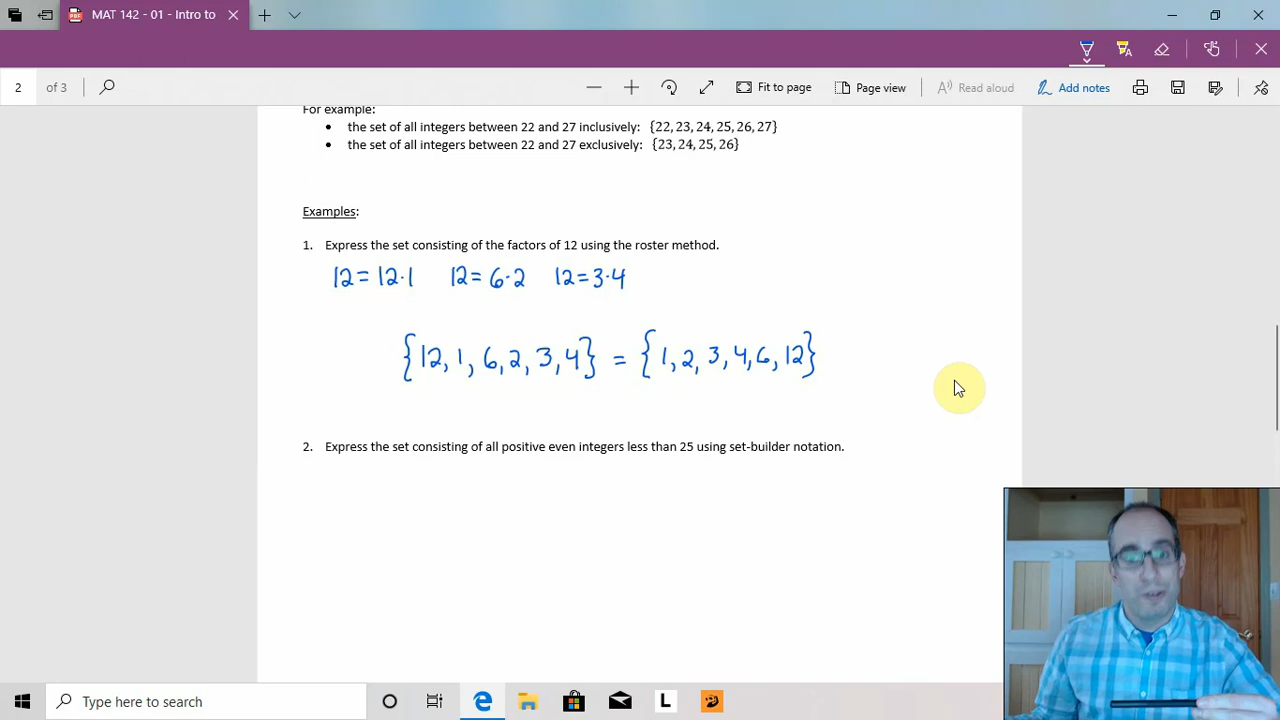 MAT 142 - 01 - Intro to
2 of 3
Fit to page
Page view
Read aloud
Add notes
For example:
• the set of all integers between 22 and 27 inclusively: {22, 23, 24, 25, 26, 27}
• the set of all integers between 22 and 27 exclusively: {23, 24, 25, 26}
Examples:
1. Express the set consisting of the factors of 12 using the roster method.
12 = 12·1 12 = 6·2 12 = 3·4
{12, 1, 6, 2, 3, 4} = {1, 2, 3, 4, 6, 12}
2. Express the set consisting of all positive even integers less than 25 using set-builder notation.
Type here to search
L